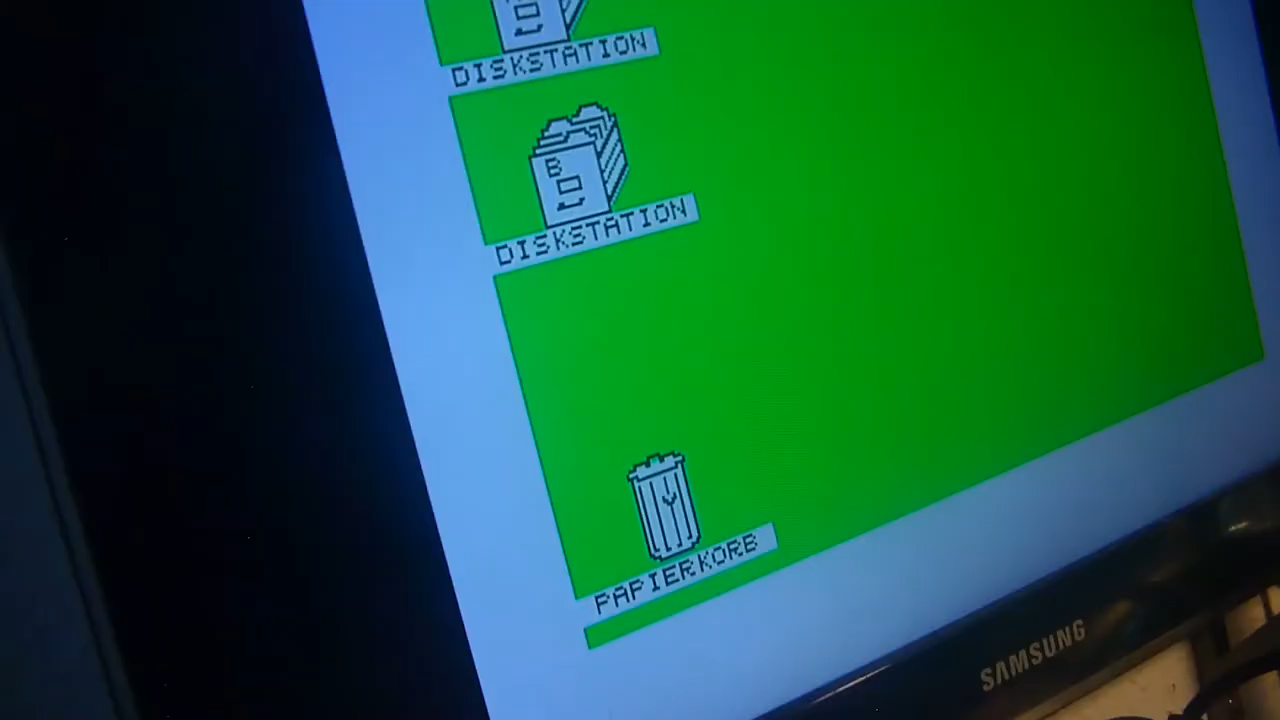 DISKSTATION
B
DISKSTATION
PAPIERKORB
SAMSUNG